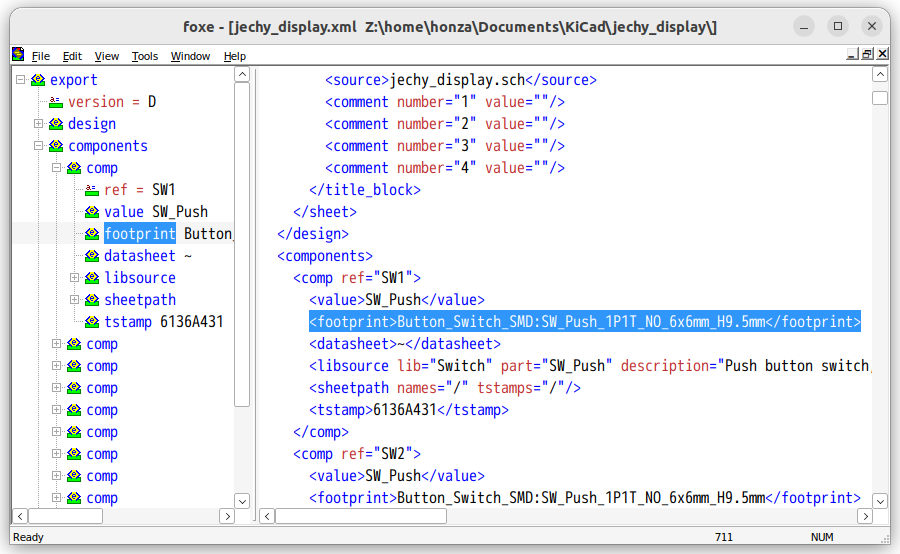 foxe - [jechy_display.xml  Z:\home\honza\Documents\KiCad\jechy_display\]
File Edit View Tools Window Help
export
version = D
design
components
comp
ref = SW1
value SW_Push
footprint Button_
datasheet ~
libsource
sheetpath
tstamp 6136A431
comp
comp
comp
comp
comp
comp
comp
comp
<source>jechy_display.sch</source>
<comment number="1" value=""/>
<comment number="2" value=""/>
<comment number="3" value=""/>
<comment number="4" value=""/>
</title_block>
</sheet>
</design>
<components>
<comp ref="SW1">
<value>SW_Push</value>
<footprint>Button_Switch_SMD:SW_Push_1P1T_NO_6x6mm_H9.5mm</footprint>
<datasheet>~</datasheet>
<libsource lib="Switch" part="SW_Push" description="Push button switch,
<sheetpath names="/" tstamps="/"/>
<tstamp>6136A431</tstamp>
</comp>
<comp ref="SW2">
<value>SW_Push</value>
<footprint>Button_Switch_SMD:SW_Push_1P1T_NO_6x6mm_H9.5mm</footprint>
Ready 711 NUM